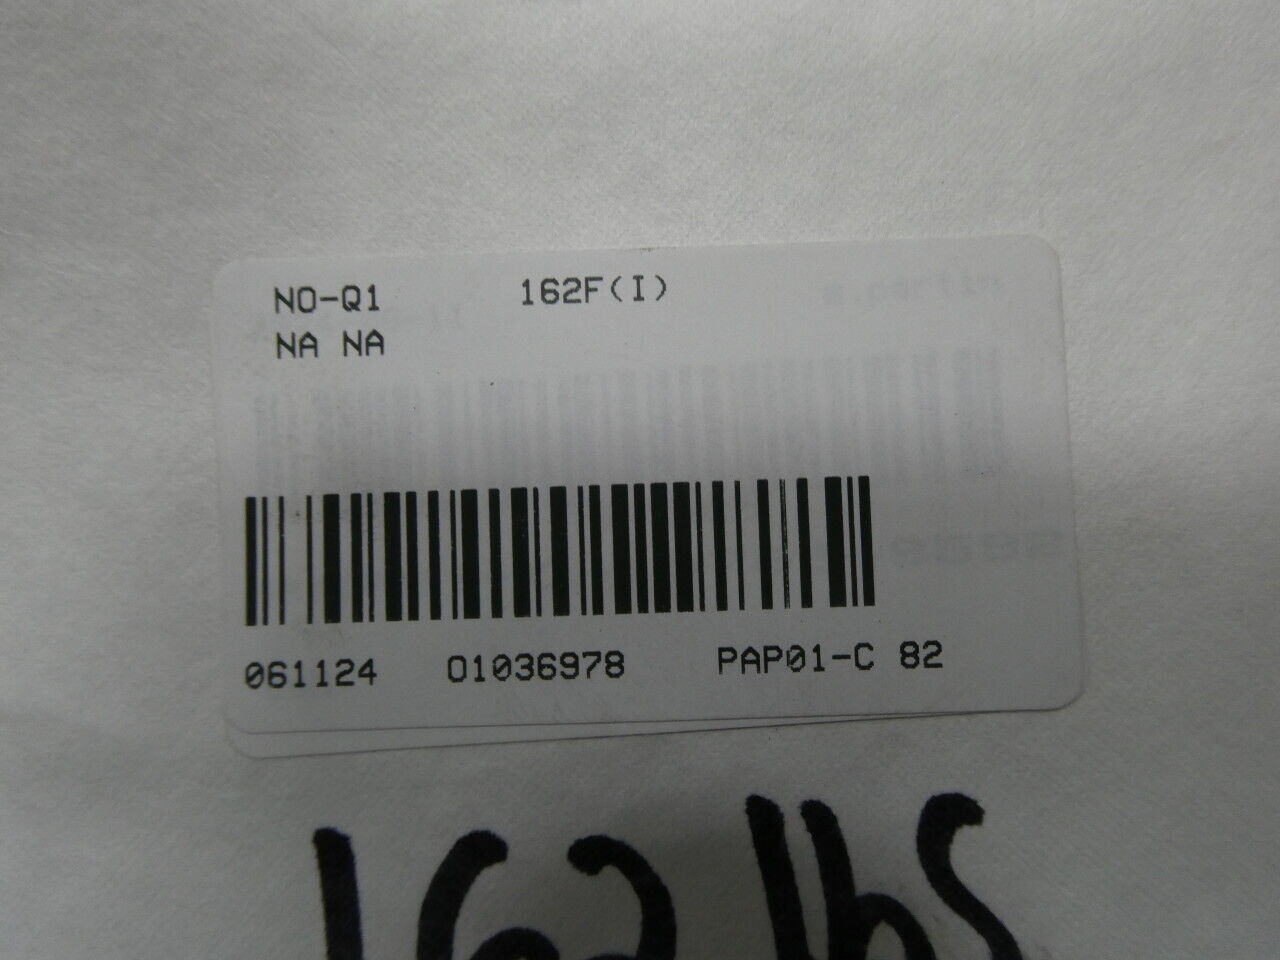 NO-Q1 162F(I)
NA NA
061124 01036978 PAP01-C 82
162 lbs